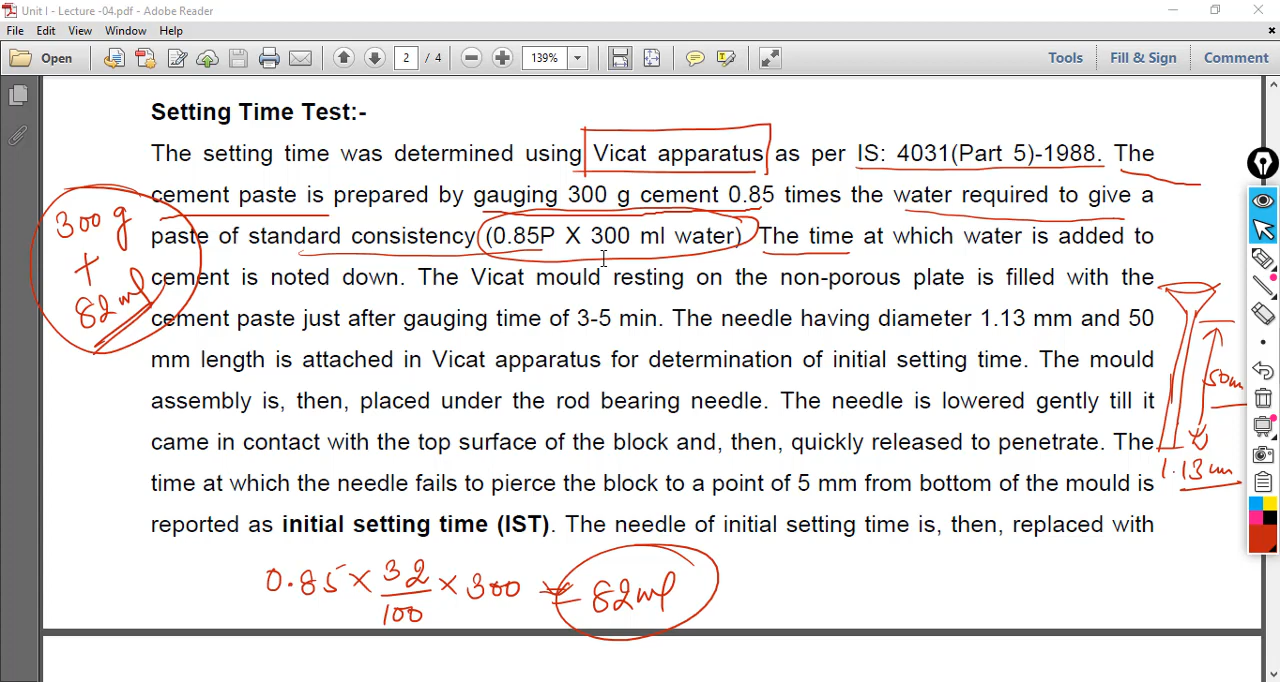 Unit I - Lecture -04.pdf - Adobe Reader
File Edit View Window Help
Open 2 / 4 139% Tools Fill & Sign Comment
Setting Time Test:-
The setting time was determined using Vicat apparatus as per IS: 4031(Part 5)-1988. The
cement paste is prepared by gauging 300 g cement 0.85 times the water required to give a
paste of standard consistency (0.85P X 300 ml water) The time at which water is added to
cement is noted down. The Vicat mould resting on the non-porous plate is filled with the
cement paste just after gauging time of 3-5 min. The needle having diameter 1.13 mm and 50
mm length is attached in Vicat apparatus for determination of initial setting time. The mould
assembly is, then, placed under the rod bearing needle. The needle is lowered gently till it
came in contact with the top surface of the block and, then, quickly released to penetrate. The
time at which the needle fails to pierce the block to a point of 5 mm from bottom of the mould is
reported as initial setting time (IST). The needle of initial setting time is, then, replaced with
300 g
+
82 ml
50
1.13
0.85 × 32/100 × 300 = 82 ml